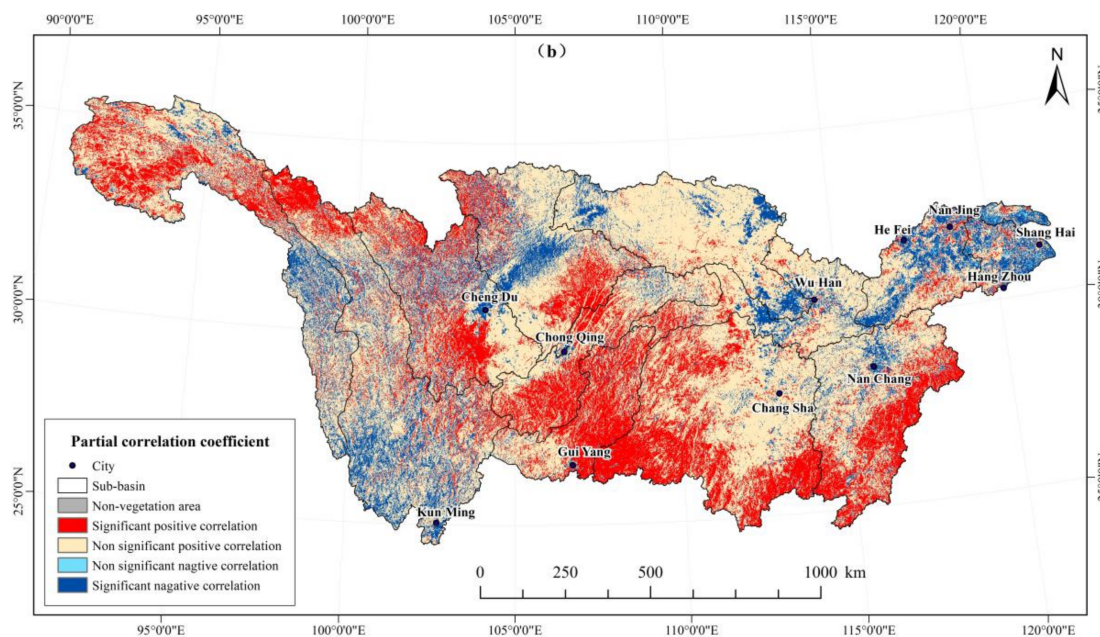 90°0'0"E 95°0'0"E 100°0'0"E 105°0'0"E 110°0'0"E 115°0'0"E 120°0'0"E
(b)
N
35°0'0"N
Nan Jing
He Fei
Shang Hai
Hang Zhou
Wu Han
30°0'0"N
30°0'0"N
Cheng Du
Chong Qing
Nan Chang
Chang Sha
Gui Yang
Kun Ming
25°0'0"N
Partial correlation coefficient
City
Sub-basin
Non-vegetation area
Significant positive correlation
Non significant positive correlation
Non significant nagtive correlation
Significant nagative correlation
0 250 500 1000 km
95°0'0"E 100°0'0"E 105°0'0"E 110°0'0"E 115°0'0"E 120°0'0"E